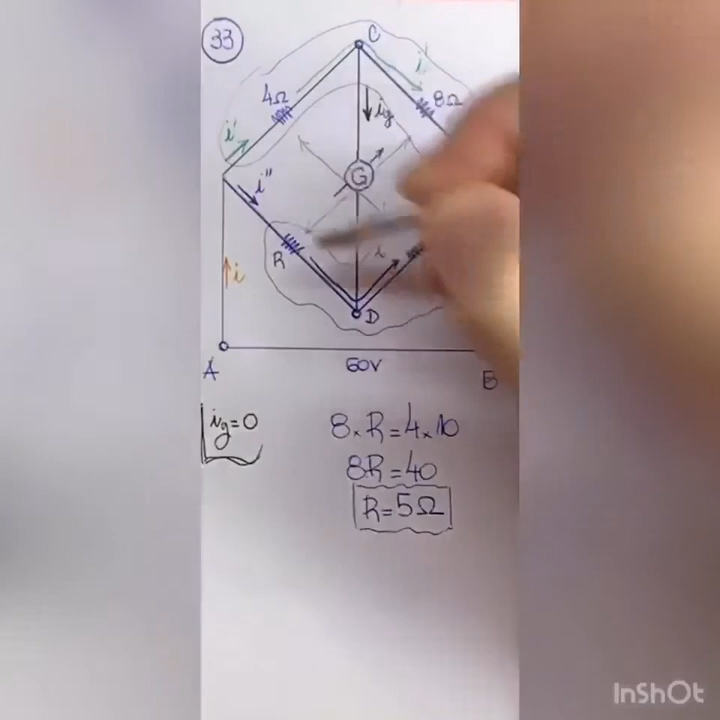 33
C
i'
4Ω
8Ω
i'
ig
i''
G
R
i
i
D
A
60V
B
ig=0
8×R=4×10
8R=40
R=5Ω
InShOt